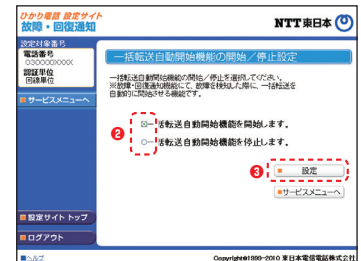 ひかり電話 設定サイト
故障・回復通知
NTT東日本
設定対象番号
電話番号
030000XXXX
認証単位
回線単位
■サービスメニューへ
一括転送自動開始機能の開始／停止設定
一括転送自動開始機能の開始／停止を選択してください。
※故障・回復通知機能にて、故障を検知した際に、一括転送を
自動的に開始させる機能です。
❷
一括転送自動開始機能を開始します。
一括転送自動開始機能を停止します。
❸ ■ 設定
■サービスメニューへ
■設定サイトトップ
■ログアウト
■ヘルプ
Copyright©1999-2010 東日本電信電話株式会社